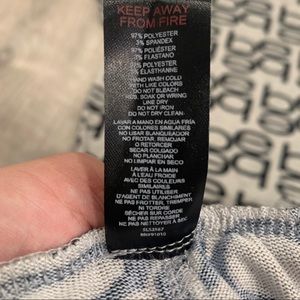 KEEP AWAY
FROM FIRE
97% POLYESTER
3% SPANDEX
97% POLIÉSTER
3% ELASTANO
97% POLYESTER
3% ÉLASTHANNE
HAND WASH COLD
WITH LIKE COLORS
DO NOT BLEACH
RUB, SOAK OR WRING
LINE DRY
DO NOT IRON
DO NOT DRY CLEAN
LAVAR A MANO EN AGUA FRÍA
CON COLORES SIMILARES
NO USAR BLANQUEADOR
NO FROTAR, REMOJAR
O RETORCER
SECAR COLGADO
NO PLANCHAR
NO LIMPIAR EN SECO
LAVER À LA MAIN
À L'EAU FROIDE
AVEC DES COULEURS
SIMILAIRES
NE PAS UTILISER
D'AGENT DE BLANCHIMENT
NE PAS FROTTER, TREMPER
NI TORDRE
SÉCHER SUR CORDE
NE PAS REPASSER
NE PAS NETTOYER À SEC